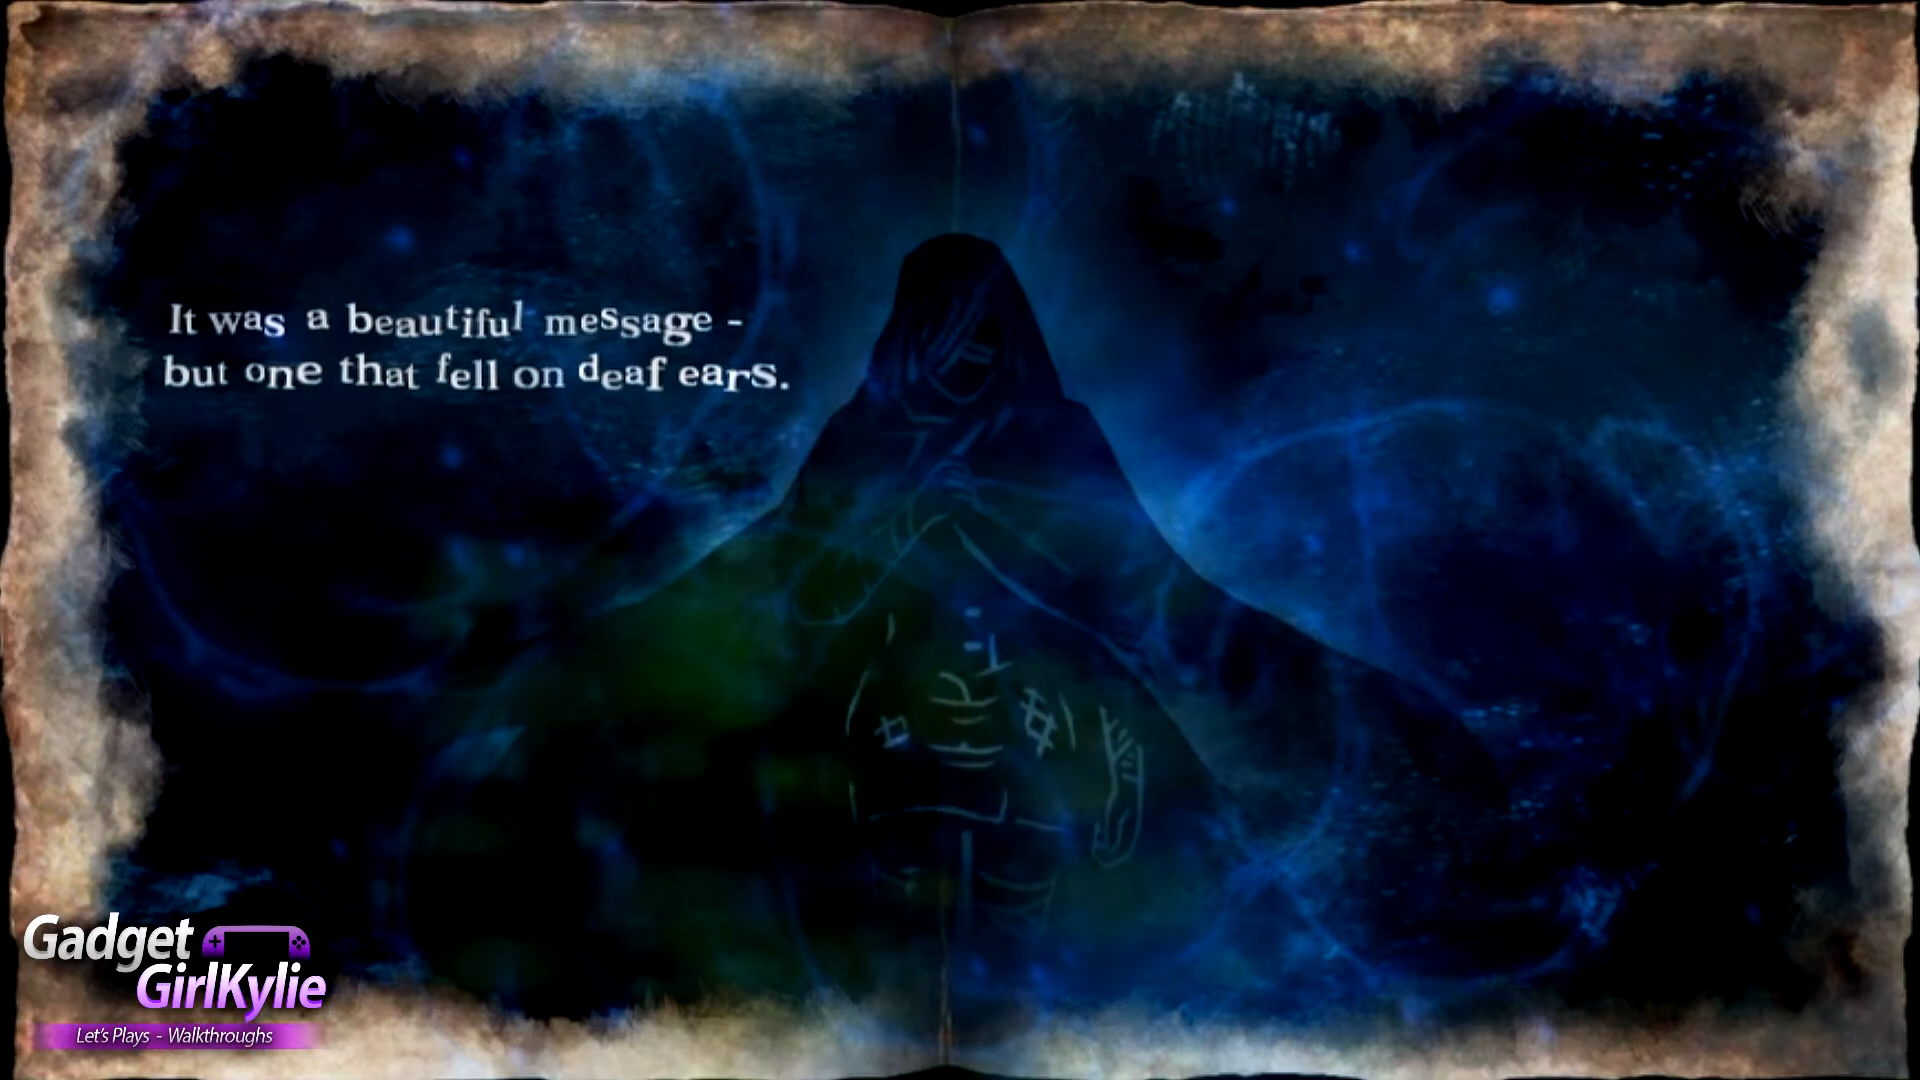 It was a beautiful message -
but one that fell on deaf ears.
Gadget
GirlKylie
Let's Plays - Walkthroughs